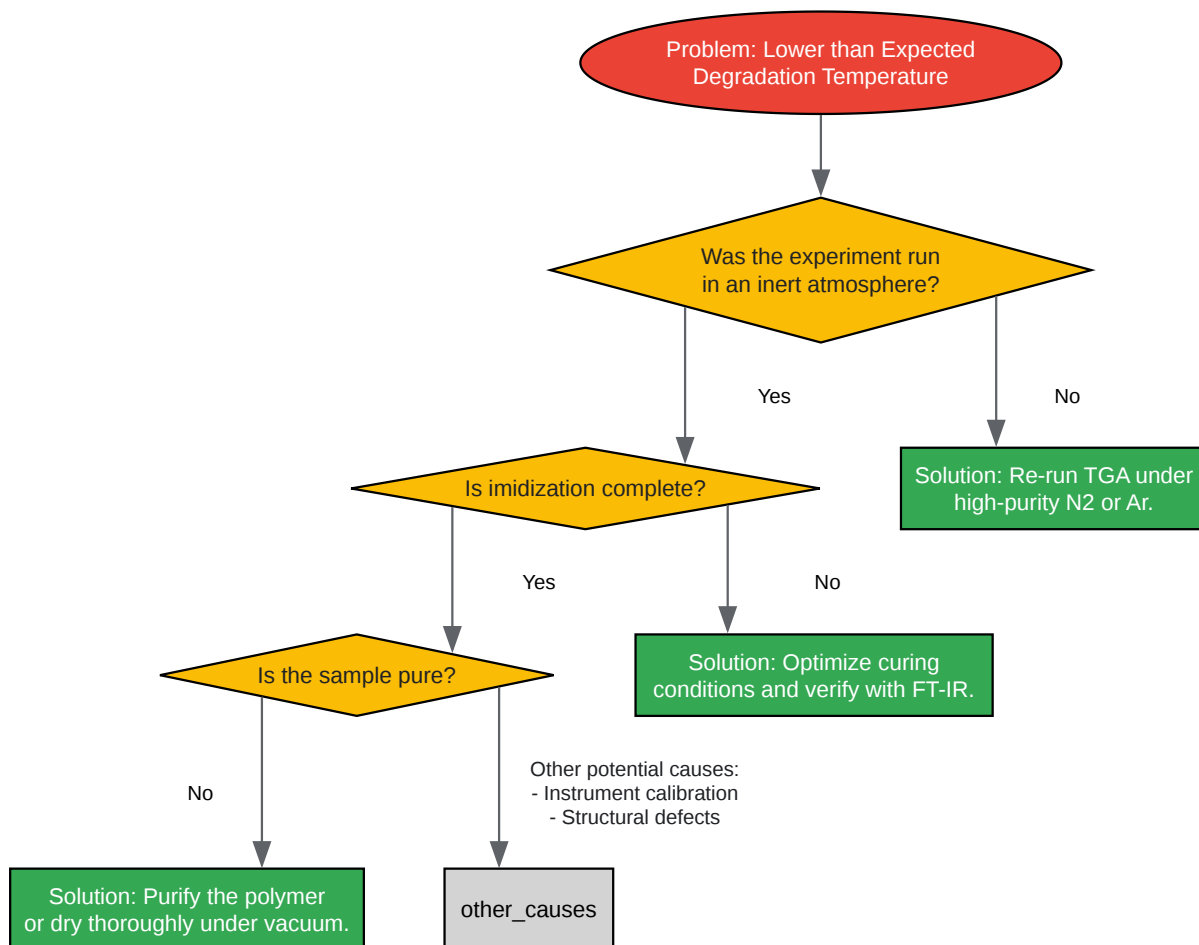 Problem: Lower than Expected
Degradation Temperature
Was the experiment run
in an inert atmosphere?
Yes
No
Is imidization complete?
Solution: Re-run TGA under
high-purity N2 or Ar.
Yes
No
Is the sample pure?
Solution: Optimize curing
conditions and verify with FT-IR.
No
Other potential causes:
- Instrument calibration
- Structural defects
Solution: Purify the polymer
or dry thoroughly under vacuum.
other_causes